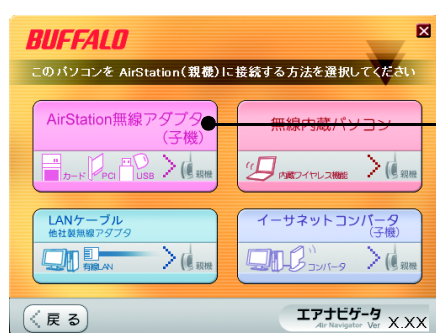 BUFFALO
このパソコンを AirStation(親機)に接続する方法を選択してください
AirStation無線アダプタ
(子機)
カード PCI USB 親機
無線内蔵パソコン
内蔵ワイヤレス機能 親機
LANケーブル
他社製無線アダプタ
有線LAN 親機
イーサネットコンバータ
(子機)
コンバータ 親機
戻る
エアナビゲータ
Air Navigator Ver X.XX